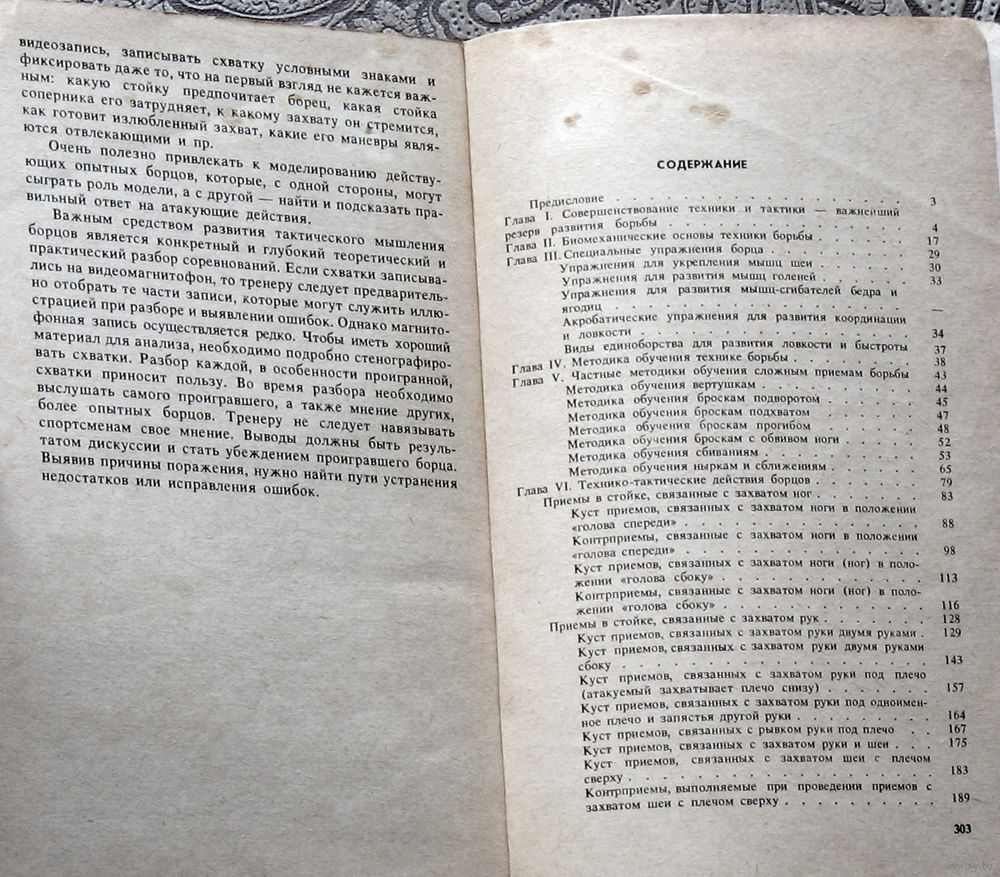 видеозапись, записывать схватку условными знаками и
фиксировать даже то, что на первый взгляд не кажется важ-
ным: какую стойку предпочитает борец, какая стойка
соперника его затрудняет, к какому захвату он стремится,
как готовит излюбленный захват, какие его маневры явля-
ются отвлекающими и пр.
Очень полезно привлекать к моделированию действу-
ющих опытных борцов, которые, с одной стороны, могут
сыграть роль модели, а с другой — найти и подсказать пра-
вильный ответ на атакующие действия.
Важным средством развития тактического мышления
борцов является конкретный и глубокий теоретический и
практический разбор соревнований. Если схватки записыва-
лись на видеомагнитофон, то тренеру следует предваритель-
но отобрать те части записи, которые могут служить иллю-
страцией при разборе и выявлении ошибок. Однако магнито-
фонная запись осуществляется редко. Чтобы иметь хороший
материал для анализа, необходимо подробно стенографиро-
вать схватки. Разбор каждой, в особенности проигранной,
схватки приносит пользу. Во время разбора необходимо
выслушать самого проигравшего, а также мнение других,
более опытных борцов. Тренеру не следует навязывать
спортсменам свое мнение. Выводы должны быть резуль-
татом дискуссии и стать убеждением проигравшего борца.
Выявив причины поражения, нужно найти пути устранения
недостатков или исправления ошибок.
СОДЕРЖАНИЕ
Предисловие . . . . . . . . . . . . . . . . 3
Глава I. Совершенствование техники и тактики — важнейший
резерв развития борьбы . . . . . . . . . . . . 4
Глава II. Биомеханические основы техники борьбы . . . . . 17
Глава III. Специальные упражнения борца . . . . . . . 29
Упражнения для укрепления мышц шеи . . . . . . . 30
Упражнения для развития мышц голеней . . . . . . 33
Упражнения для развития мышц-сгибателей бедра и
ягодиц . . . . . . . . . . . . . . . . —
Акробатические упражнения для развития координации
и ловкости . . . . . . . . . . . . . . . 34
Виды единоборства для развития ловкости и быстроты 37
Глава IV. Методика обучения технике борьбы . . . . . . 38
Глава V. Частные методики обучения сложным приемам борьбы 43
Методика обучения вертушкам . . . . . . . . . 44
Методика обучения броскам подворотом . . . . . . 45
Методика обучения броскам подхватом . . . . . . 47
Методика обучения броскам прогибом . . . . . . . 48
Методика обучения броскам с обвивом ноги . . . . . 52
Методика обучения сбиваниям . . . . . . . . . 53
Методика обучения ныркам и сближениям . . . . . . 65
Глава VI. Технико-тактические действия борцов . . . . . 79
Приемы в стойке, связанные с захватом ног . . . . . . 83
Куст приемов, связанных с захватом ноги в положении
«голова спереди» . . . . . . . . . . . . . 88
Контрприемы, связанные с захватом ноги в положении
«голова спереди» . . . . . . . . . . . . . 98
Куст приемов, связанных с захватом ноги (ног) в поло-
жении «голова сбоку» . . . . . . . . . . . 113
Контрприемы, связанные с захватом ноги (ног) в поло-
жении «голова сбоку» . . . . . . . . . . . 116
Приемы в стойке, связанные с захватом рук . . . . . . 128
Куст приемов, связанных с захватом руки двумя руками . 129
Куст приемов, связанных с захватом руки двумя руками
сбоку . . . . . . . . . . . . . . . . 143
Куст приемов, связанных с захватом руки под плечо
(атакуемый захватывает плечо снизу) . . . . . . . 157
Куст приемов, связанных с захватом руки под одноимен-
ное плечо и запястья другой руки . . . . . . . . 164
Куст приемов, связанных с рывком руки под плечо . . 167
Куст приемов, связанных с захватом руки и шеи . . . 175
Куст приемов, связанных с захватом шеи с плечом
сверху . . . . . . . . . . . . . . . . 183
Контрприемы, выполняемые при проведении приемов с
захватом шеи с плечом сверху . . . . . . . . . 189
303
www.ay.by